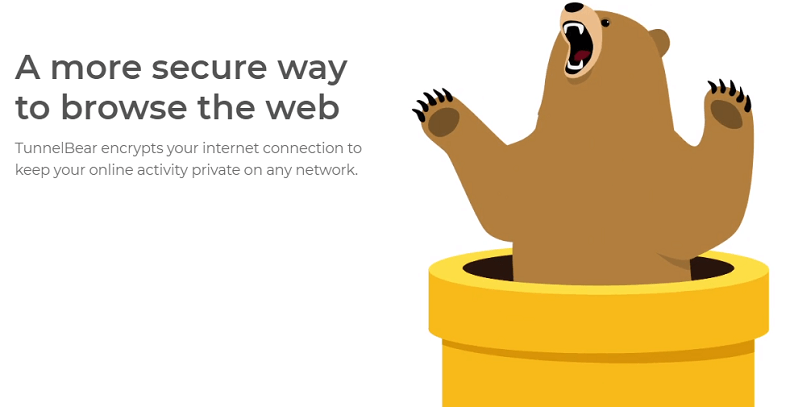 A more secure way
to browse the web
TunnelBear encrypts your internet connection to
keep your online activity private on any network.